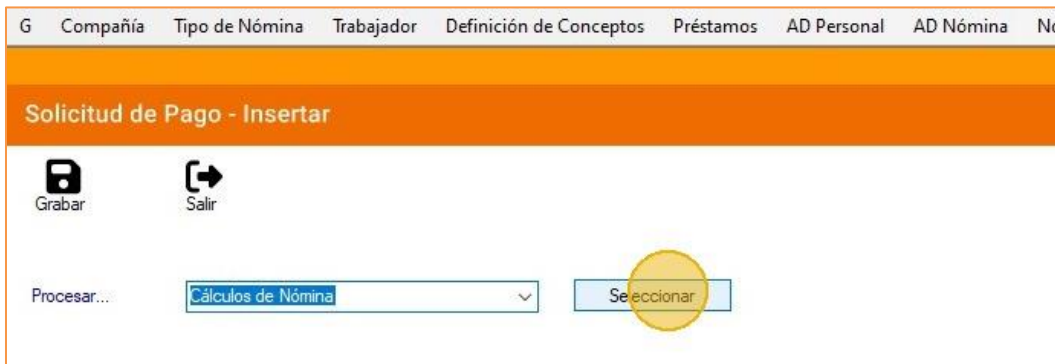 G Compañía Tipo de Nómina Trabajador Definición de Conceptos Préstamos AD Personal AD Nómina
Solicitud de Pago - Insertar
Grabar Salir
Procesar... Cálculos de Nómina Seleccionar